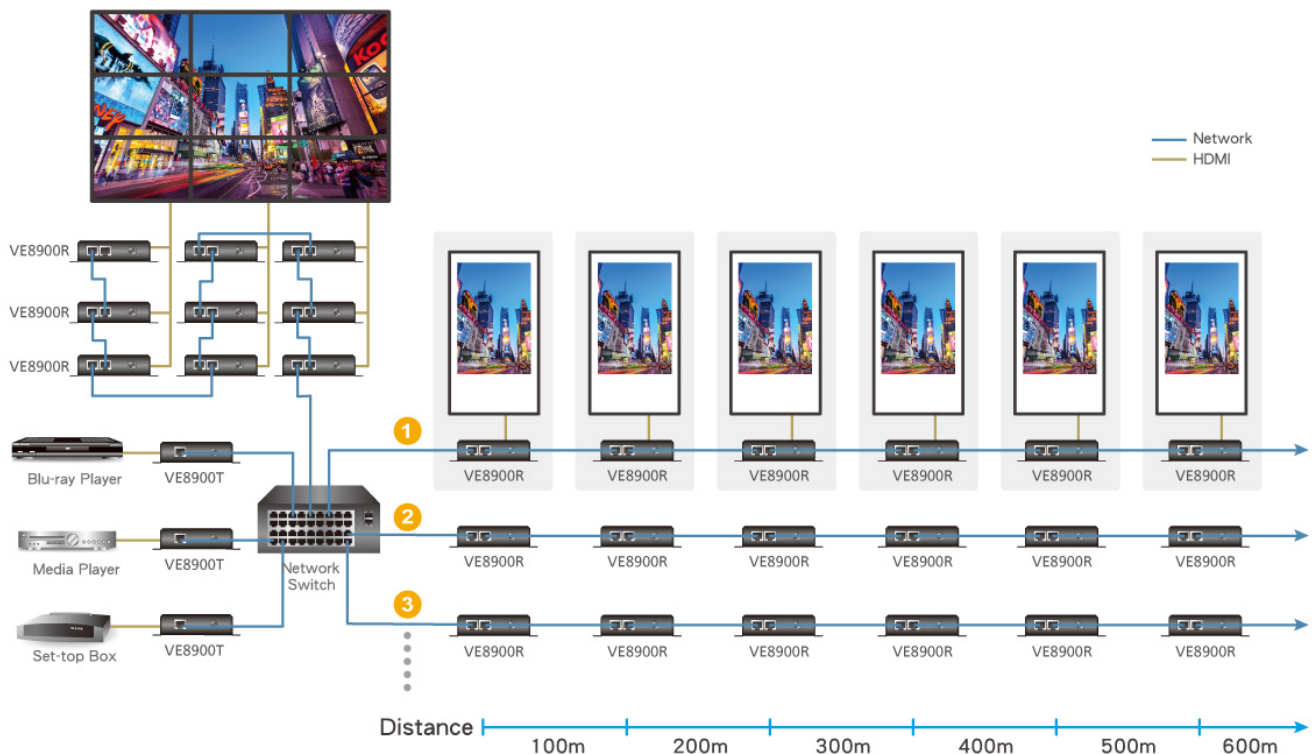 Network
HDMI
VE8900R
VE8900R
VE8900R
Blu-ray Player
VE8900T
Media Player
VE8900T
Set-top Box
VE8900T
Network
Switch
1
VE8900R VE8900R VE8900R VE8900R VE8900R VE8900R
2
VE8900R VE8900R VE8900R VE8900R VE8900R VE8900R
3
VE8900R VE8900R VE8900R VE8900R VE8900R VE8900R
Distance
100m 200m 300m 400m 500m 600m